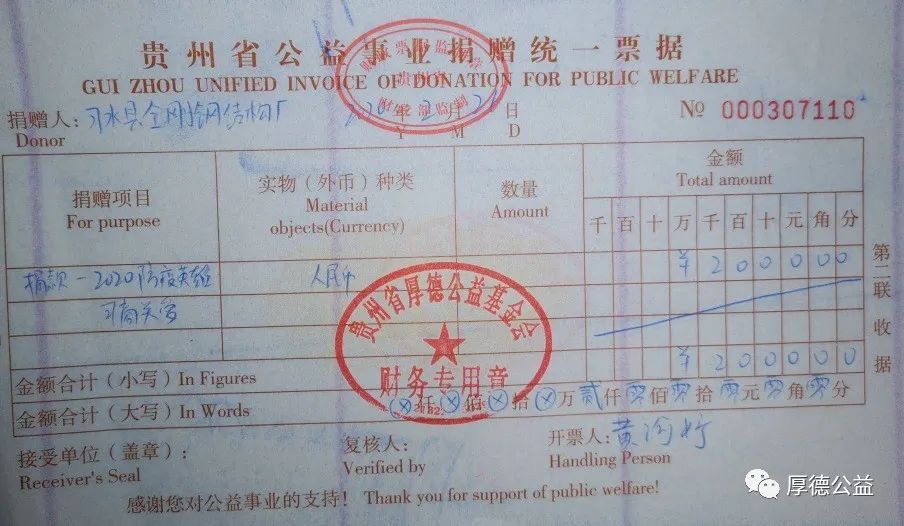 贵州省公益事业捐赠统一票据
GUI ZHOU UNIFIED INVOICE OF DONATION FOR PUBLIC WELFARE
捐赠人: 习水县金网 钢结构厂 2020年 月 日 № 000307110
Donor Y M D
捐赠项目 实物（外币）种类 数量 金额
For purpose Material objects(Currency) Amount Total amount
千 百 十 万 千 百 十 元 角 分
捐款-2020防疫英雄 人民币 ¥ 2 0 0 0 0 0
习商关爱
第二联 收据
贵州省厚德公益基金会
财务专用章
金额合计（小写）In Figures ¥ 2 0 0 0 0 0
金额合计（大写）In Words ⊗仟⊗佰⊗拾⊗万贰仟零佰零拾零元零角零分
接受单位（盖章）: 复核人: 开票人: 黄
Receiver's Seal Verified by Handling Person
感谢您对公益事业的支持！ Thank you for support of public welfare!
厚德公益